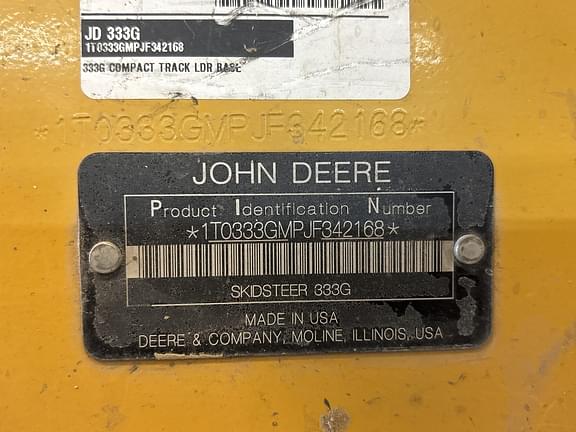 JD 333G
1T0333GMPJF342168
333G COMPACT TRACK LDR BASE
*1T0333GMPJF342168*
JOHN DEERE
Product Identification Number
*1T0333GMPJF342168*
SKIDSTEER 333G
MADE IN USA
DEERE & COMPANY, MOLINE, ILLINOIS, USA